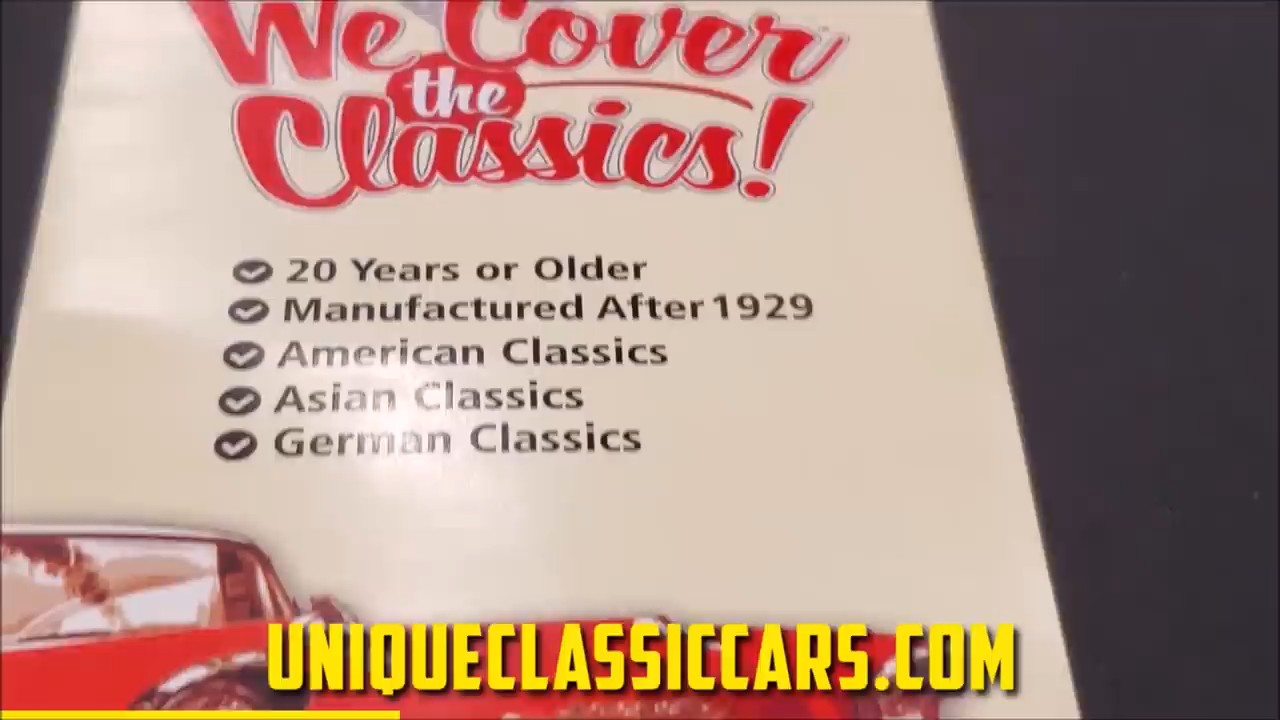 We Cover
the
Classics!
20 Years or Older
Manufactured After 1929
American Classics
Asian Classics
German Classics
UNIQUECLASSICCARS.COM